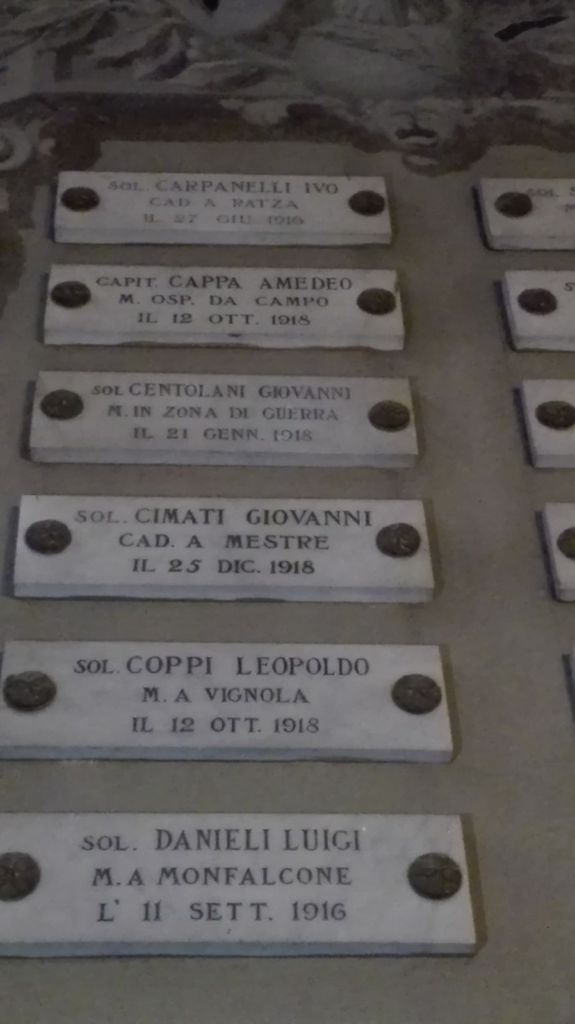 SOL. CARPANELLI IVO
CAD A RATZA
IL 27 GIU. 1916
CAPIT. CAPPA AMEDEO
M. OSP. DA CAMPO
IL 12 OTT. 1918
SOL CENTOLANI GIOVANNI
M. IN ZONA DI GUERRA
IL 21 GENN. 1918
SOL. CIMATI GIOVANNI
CAD. A MESTRE
IL 25 DIC. 1918
SOL. COPPI LEOPOLDO
M. A VIGNOLA
IL 12 OTT. 1918
SOL. DANIELI LUIGI
M. A MONFALCONE
L' 11 SETT. 1916
SOL.